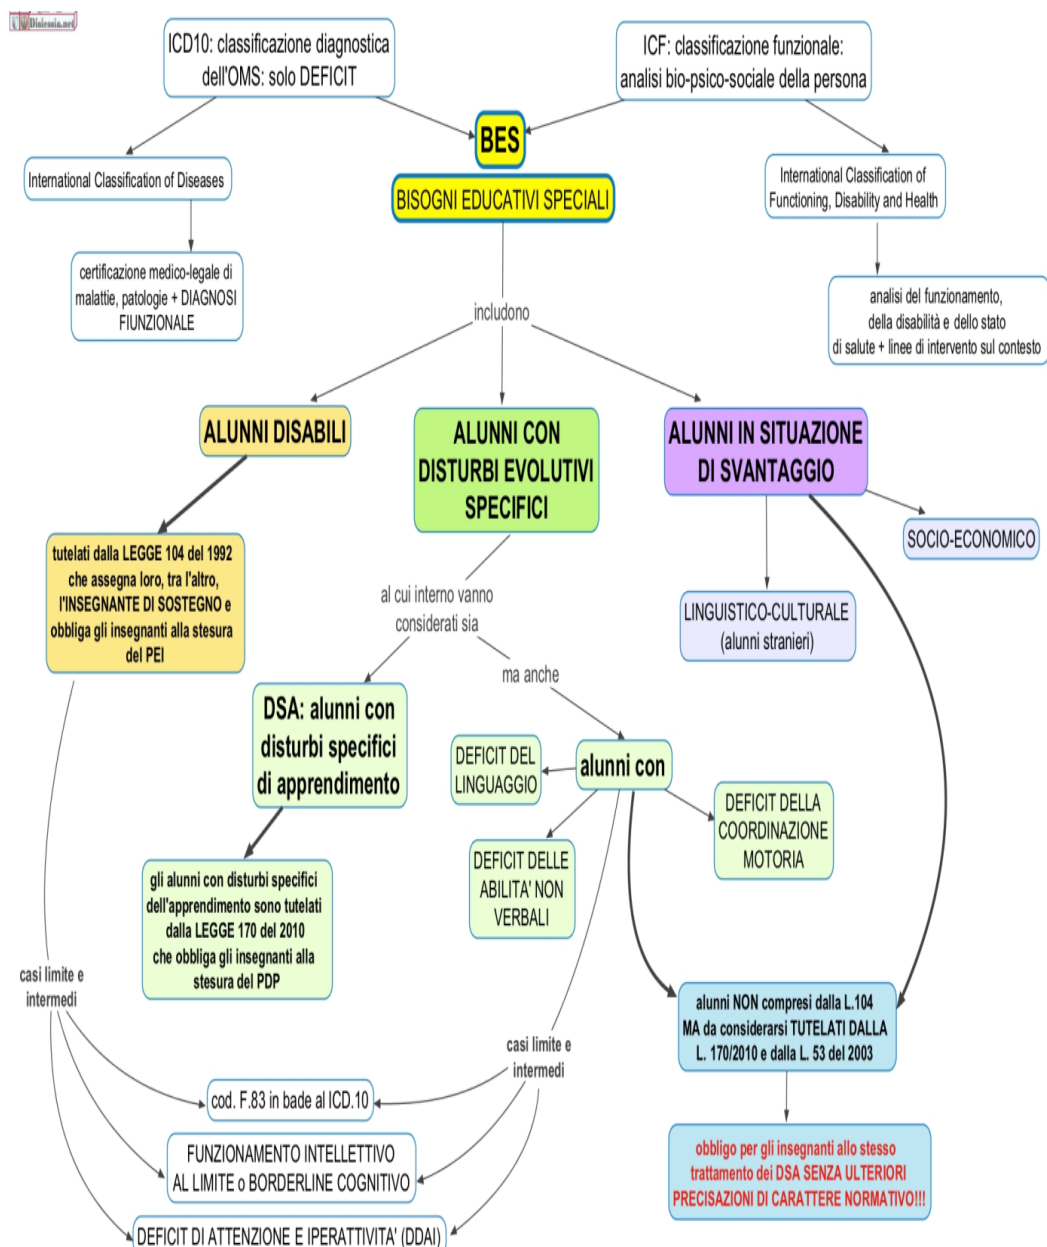 Dislessia.net
ICD10: classificazione diagnostica
dell'OMS: solo DEFICIT
ICF: classificazione funzionale:
analisi bio-psico-sociale della persona
BES
BISOGNI EDUCATIVI SPECIALI
International Classification of Diseases
International Classification of
Functioning, Disability and Health
certificazione medico-legale di
malattie, patologie + DIAGNOSI
FIUNZIONALE
analisi del funzionamento,
della disabilità e dello stato
di salute + linee di intervento sul contesto
includono
ALUNNI DISABILI
ALUNNI CON
DISTURBI EVOLUTIVI
SPECIFICI
ALUNNI IN SITUAZIONE
DI SVANTAGGIO
SOCIO-ECONOMICO
LINGUISTICO-CULTURALE
(alunni stranieri)
tutelati dalla LEGGE 104 del 1992
che assegna loro, tra l'altro,
l'INSEGNANTE DI SOSTEGNO e
obbliga gli insegnanti alla stesura
del PEI
al cui interno vanno
considerati sia
ma anche
DSA: alunni con
disturbi specifici
di apprendimento
alunni con
DEFICIT DEL
LINGUAGGIO
DEFICIT DELLE
ABILITA' NON
VERBALI
DEFICIT DELLA
COORDINAZIONE
MOTORIA
gli alunni con disturbi specifici
dell'apprendimento sono tutelati
dalla LEGGE 170 del 2010
che obbliga gli insegnanti alla
stesura del PDP
casi limite e
intermedi
casi limite e
intermedi
alunni NON compresi dalla L.104
MA da considerarsi TUTELATI DALLA
L. 170/2010 e dalla L. 53 del 2003
cod. F.83 in bade al ICD.10
FUNZIONAMENTO INTELLETTIVO
AL LIMITE o BORDERLINE COGNITIVO
DEFICIT DI ATTENZIONE E IPERATTIVITA' (DDAI)
obbligo per gli insegnanti allo stesso
trattamento dei DSA SENZA ULTERIORI
PRECISAZIONI DI CARATTERE NORMATIVO!!!